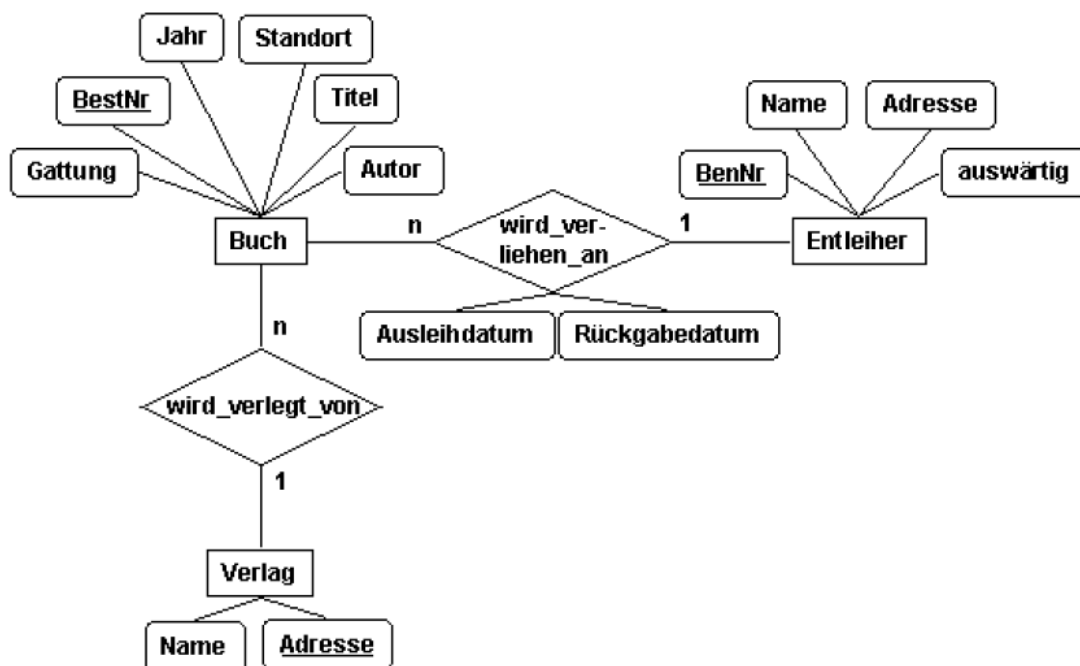 Jahr
Standort
BestNr
Titel
Gattung
Autor
Name
Adresse
BenNr
auswärtig
Buch
n
wird_ver-
liehen_an
1
Entleiher
Ausleihdatum
Rückgabedatum
n
wird_verlegt_von
1
Verlag
Name
Adresse